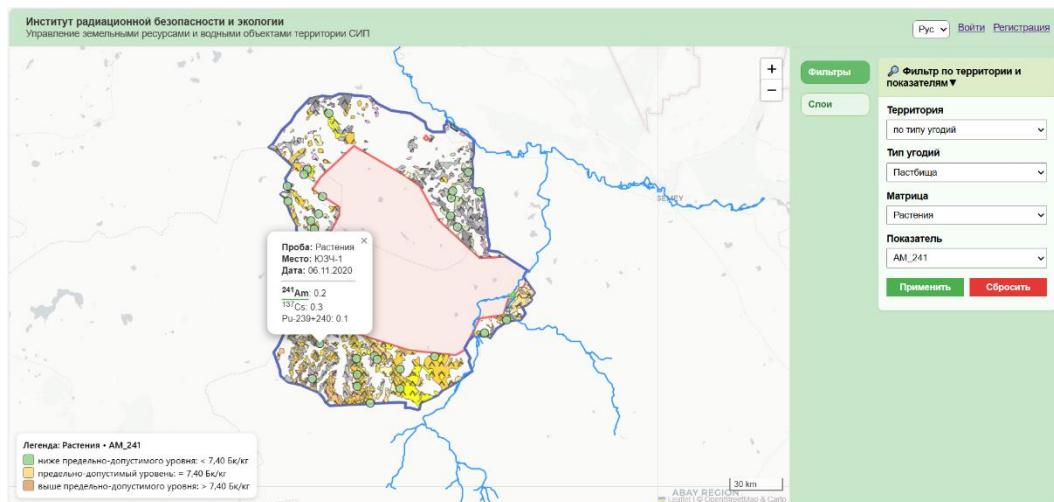 Институт радиационной безопасности и экологии
Управление земельными ресурсами и водными объектами территории СИП
Рус
Войти Регистрация
+
−
Фильтры
Слои
🔎 Фильтр по территории и
показателям▼
Территория
по типу угодий
Тип угодий
Пастбища
Матрица
Растения
Показатель
AM_241
Применить
Сбросить
SEMEY
×
Проба: Растения
Место: ЮЗЧ-1
Дата: 06.11.2020
²⁴¹Am: 0.2
¹³⁷Cs: 0.3
Pu-239+240: 0.1
Легенда: Растения • AM_241
ниже предельно-допустимого уровня: < 7,40 Бк/кг
предельно-допустимый уровень: = 7,40 Бк/кг
выше предельно-допустимого уровня: > 7,40 Бк/кг
30 km
ABAY REGION
Leaflet | © OpenStreetMap & Carto